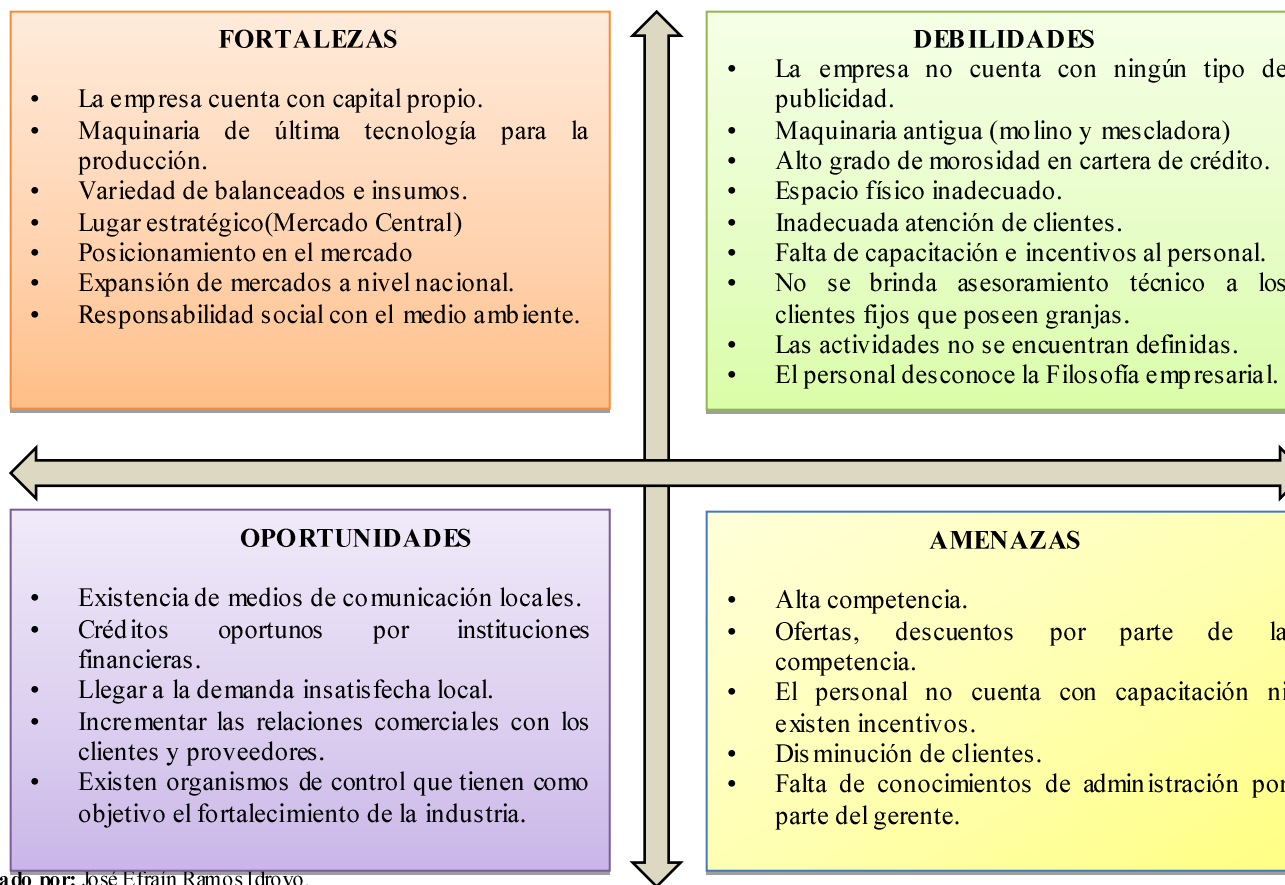 FORTALEZAS
• La empresa cuenta con capital propio.
• Maquinaria de última tecnología para la
producción.
• Variedad de balanceados e insumos.
• Lugar estratégico(Mercado Central)
• Posicionamiento en el mercado
• Expansión de mercados a nivel nacional.
• Responsabilidad social con el medio ambiente.
DEBILIDADES
• La empresa no cuenta con ningún tipo de
publicidad.
• Maquinaria antigua (molino y mescladora)
• Alto grado de morosidad en cartera de crédito.
• Espacio físico inadecuado.
• Inadecuada atención de clientes.
• Falta de capacitación e incentivos al personal.
• No se brinda asesoramiento técnico a los
clientes fijos que poseen granjas.
• Las actividades no se encuentran definidas.
• El personal desconoce la Filosofía empresarial.
OPORTUNIDADES
• Existencia de medios de comunicación locales.
• Créditos oportunos por instituciones
financieras.
• Llegar a la demanda insatisfecha local.
• Incrementar las relaciones comerciales con los
clientes y proveedores.
• Existen organismos de control que tienen como
objetivo el fortalecimiento de la industria.
AMENAZAS
• Alta competencia.
• Ofertas, descuentos por parte de la
competencia.
• El personal no cuenta con capacitación ni
existen incentivos.
• Disminución de clientes.
• Falta de conocimientos de administración por
parte del gerente.
ado por: José Efraín Ramos Idrovo.